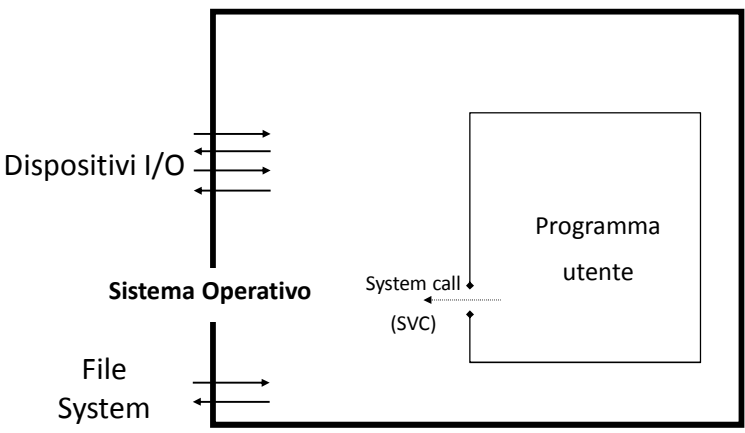 Dispositivi I/O
Programma
utente
System call
(SVC)
Sistema Operativo
File
System